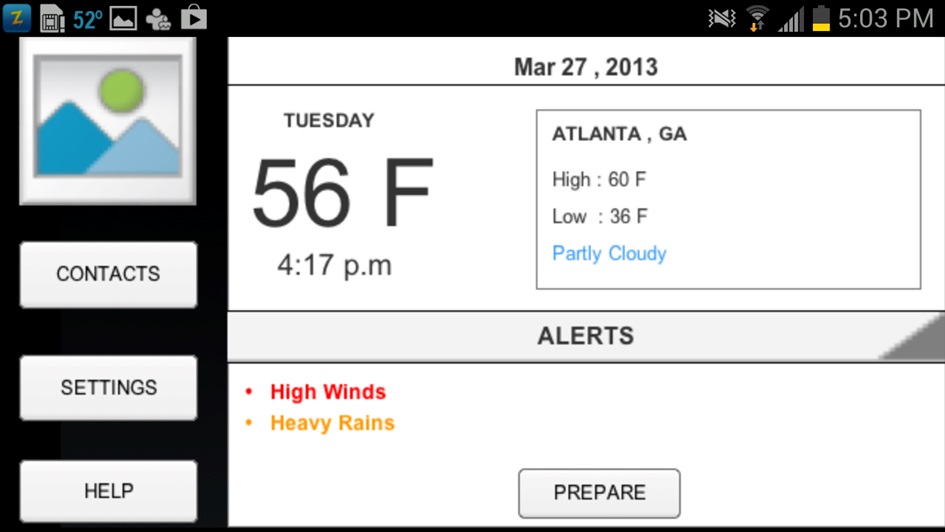 Z 52° 5:03 PM
Mar 27 , 2013
TUESDAY
56 F
4:17 p.m
ATLANTA , GA
High : 60 F
Low : 36 F
Partly Cloudy
CONTACTS
SETTINGS
HELP
ALERTS
• High Winds
• Heavy Rains
PREPARE